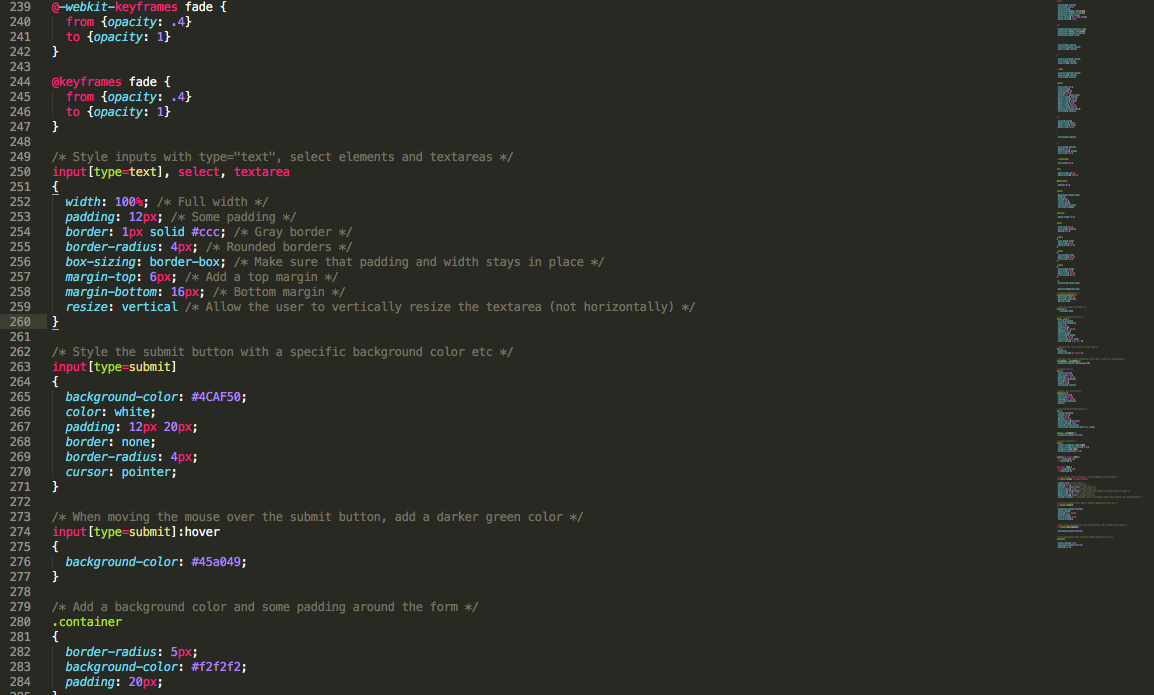 239 @-webkit-keyframes fade {
240 from {opacity: .4}
241 to {opacity: 1}
242 }
243
244 @keyframes fade {
245 from {opacity: .4}
246 to {opacity: 1}
247 }
248
249 /* Style inputs with type="text", select elements and textareas */
250 input[type=text], select, textarea
251 {
252 width: 100%; /* Full width */
253 padding: 12px; /* Some padding */
254 border: 1px solid #ccc; /* Gray border */
255 border-radius: 4px; /* Rounded borders */
256 box-sizing: border-box; /* Make sure that padding and width stays in place */
257 margin-top: 6px; /* Add a top margin */
258 margin-bottom: 16px; /* Bottom margin */
259 resize: vertical /* Allow the user to vertically resize the textarea (not horizontally) */
260 }
261
262 /* Style the submit button with a specific background color etc */
263 input[type=submit]
264 {
265 background-color: #4CAF50;
266 color: white;
267 padding: 12px 20px;
268 border: none;
269 border-radius: 4px;
270 cursor: pointer;
271 }
272
273 /* When moving the mouse over the submit button, add a darker green color */
274 input[type=submit]:hover
275 {
276 background-color: #45a049;
277 }
278
279 /* Add a background color and some padding around the form */
280 .container
281 {
282 border-radius: 5px;
283 background-color: #f2f2f2;
284 padding: 20px;